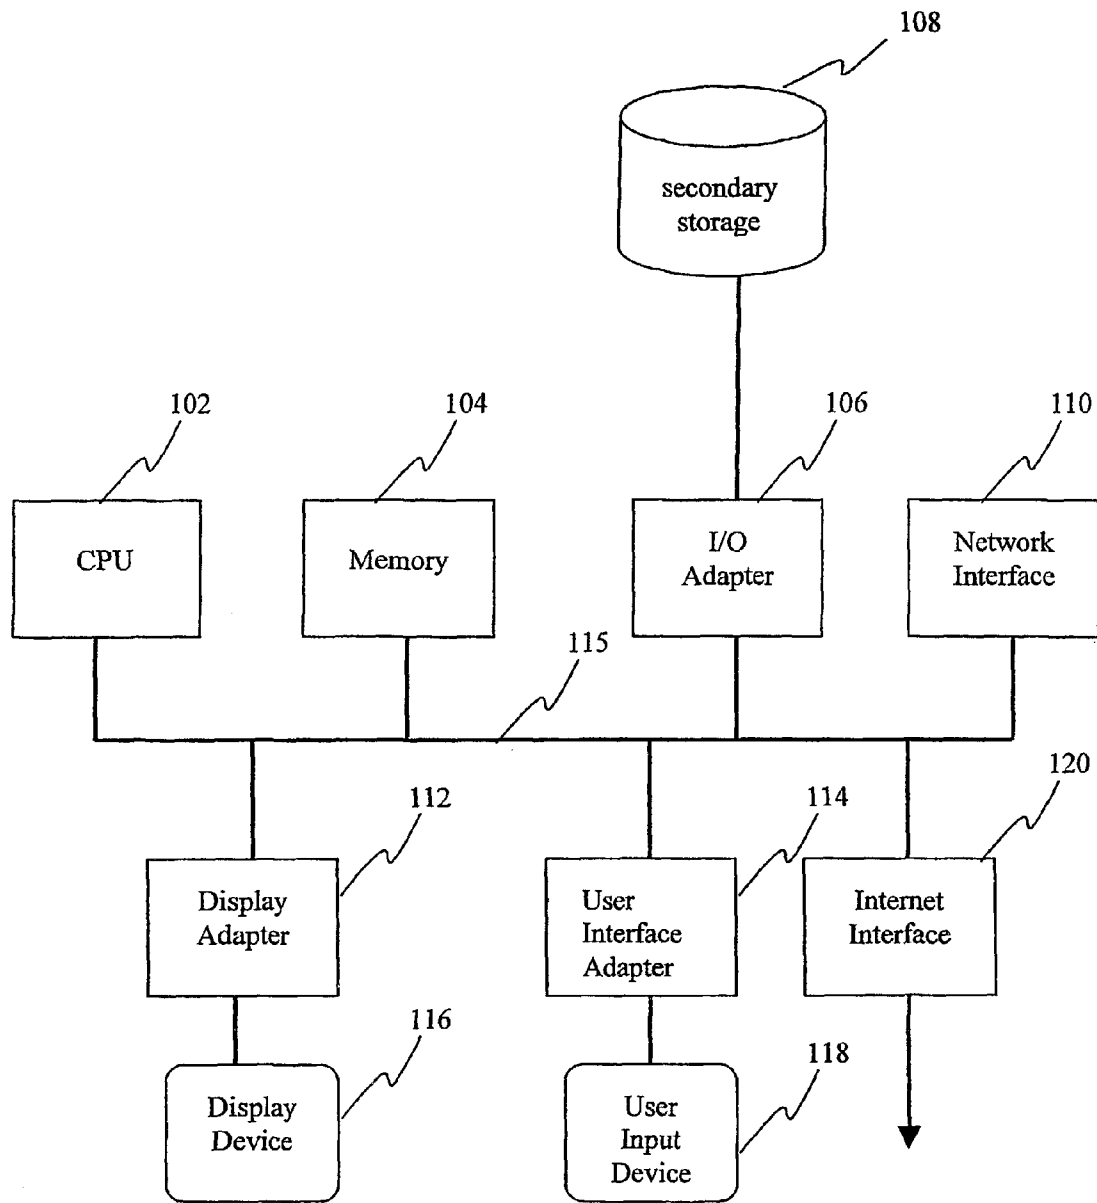 108
secondary
storage
102
104
106
110
CPU
Memory
I/O
Adapter
Network
Interface
115
112
114
120
Display
Adapter
User
Interface
Adapter
Internet
Interface
116
118
Display
Device
User
Input
Device